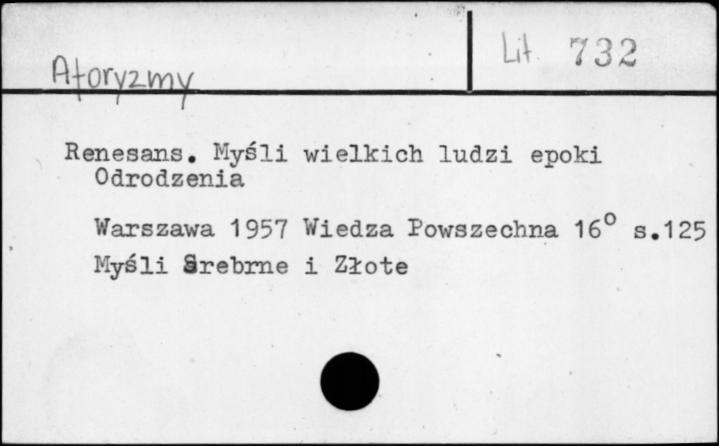 Aforyzmy
Lit 732
Renesans. Myśli wielkich ludzi epoki
Odrodzenia
Warszawa 1957 Wiedza Powszechna 16° s.125
Myśli Srebrne i Złote